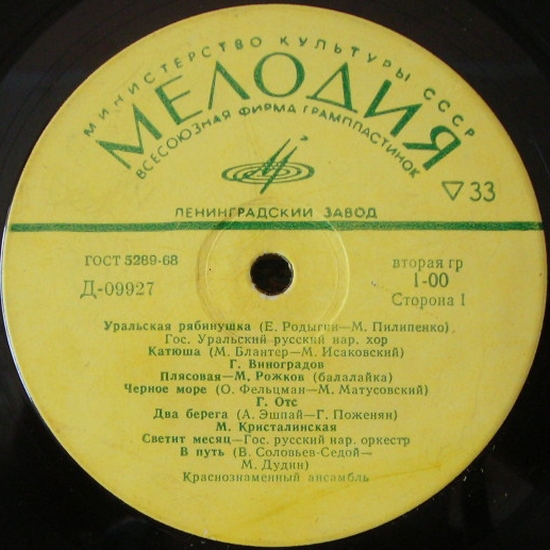 МИНИСТЕРСТВО КУЛЬТУРЫ СССР
МЕЛОДИЯ
ВСЕСОЮЗНАЯ ФИРМА ГРАМПЛАСТИНОК
▽ 33
ЛЕНИНГРАДСКИЙ ЗАВОД
ГОСТ 5289-68
вторая гр
Д-09927
1-00
Сторона I
Уральская рябинушка (Е. Родыгин—М. Пилипенко),
Гос. Уральский русский нар. хор
Катюша (М. Блантер—М. Исаковский)
Г. Виноградов
Плясовая—М. Рожков (балалайка)
Черное море (О. Фельцман—М. Матусовский)
Г. Отс
Два берега (А. Эшпай—Г. Поженян)
М. Кристалинская
Светит месяц—Гос. русский нар. оркестр
В путь (В. Соловьев-Седой—
М. Дудин)
Краснознаменный ансамбль